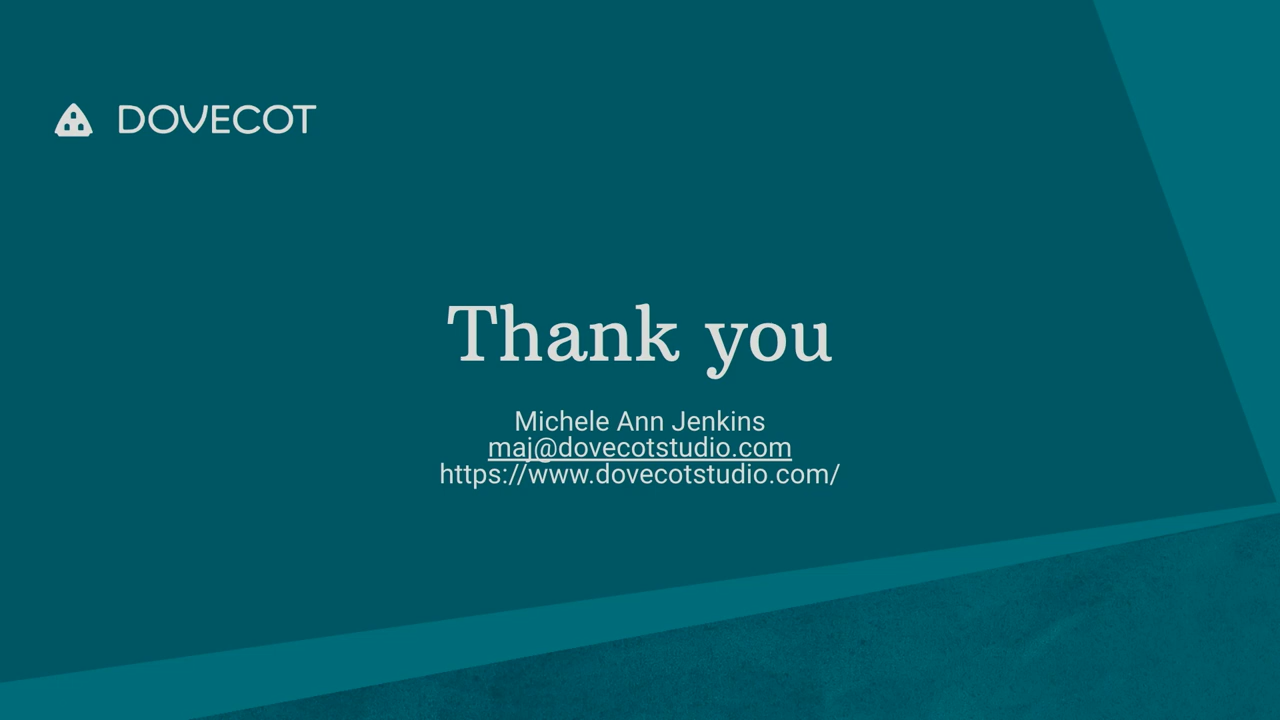 DOVECOT
Thank you
Michele Ann Jenkins
maj@dovecotstudio.com
https://www.dovecotstudio.com/